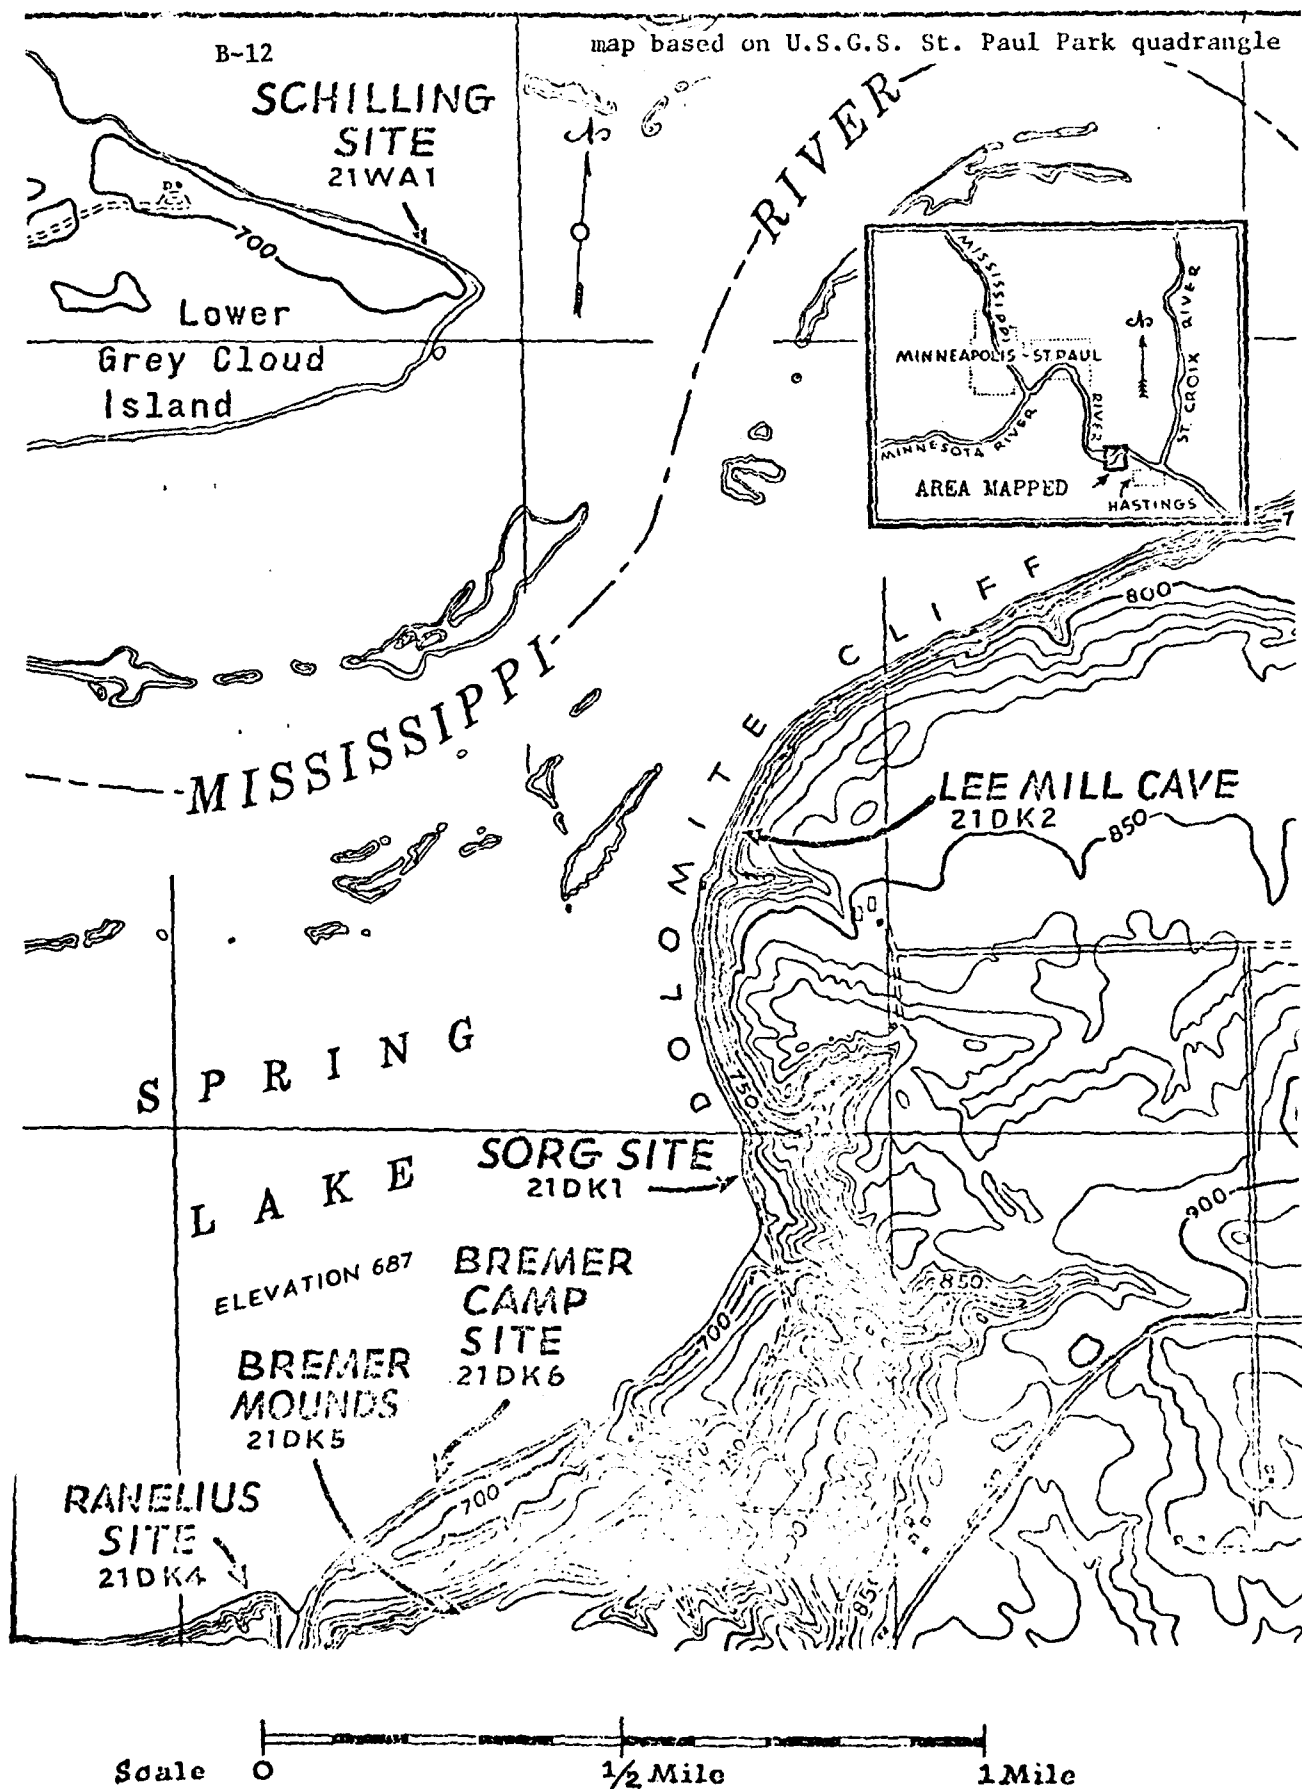 B-12
map based on U.S.G.S. St. Paul Park quadrangle
SCHILLING
SITE
21WA1
700
Lower
Grey Cloud
Island
RIVER
MISSISSIPPI
MINNEAPOLIS - ST. PAUL
RIVER
ST. CROIX RIVER
MINNESOTA RIVER
AREA MAPPED
HASTINGS
DOLOMITE CLIFF
800
MISSISSIPPI
LEE MILL CAVE
21DK2
850
SPRING
LAKE
ELEVATION 687
750
SORG SITE
21DK1
900
850
BREMER
CAMP
SITE
21DK6
700
BREMER
MOUNDS
21DK5
750
700
RANELIUS
SITE
21DK4
850
Scale 0 1/2 Mile 1 Mile